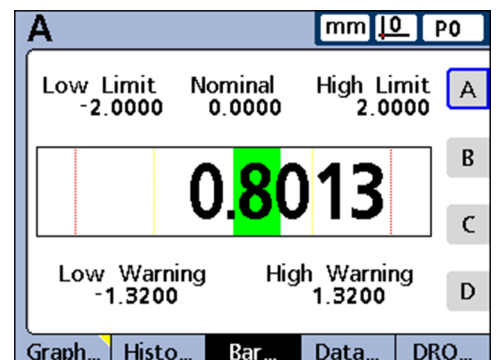 A mm 0 P0
Low Limit Nominal High Limit A
-2.0000 0.0000 2.0000
B
0.8013
C
Low Warning High Warning
-1.3200 1.3200 D
Graph... Histo... Bar... Data... DRO...